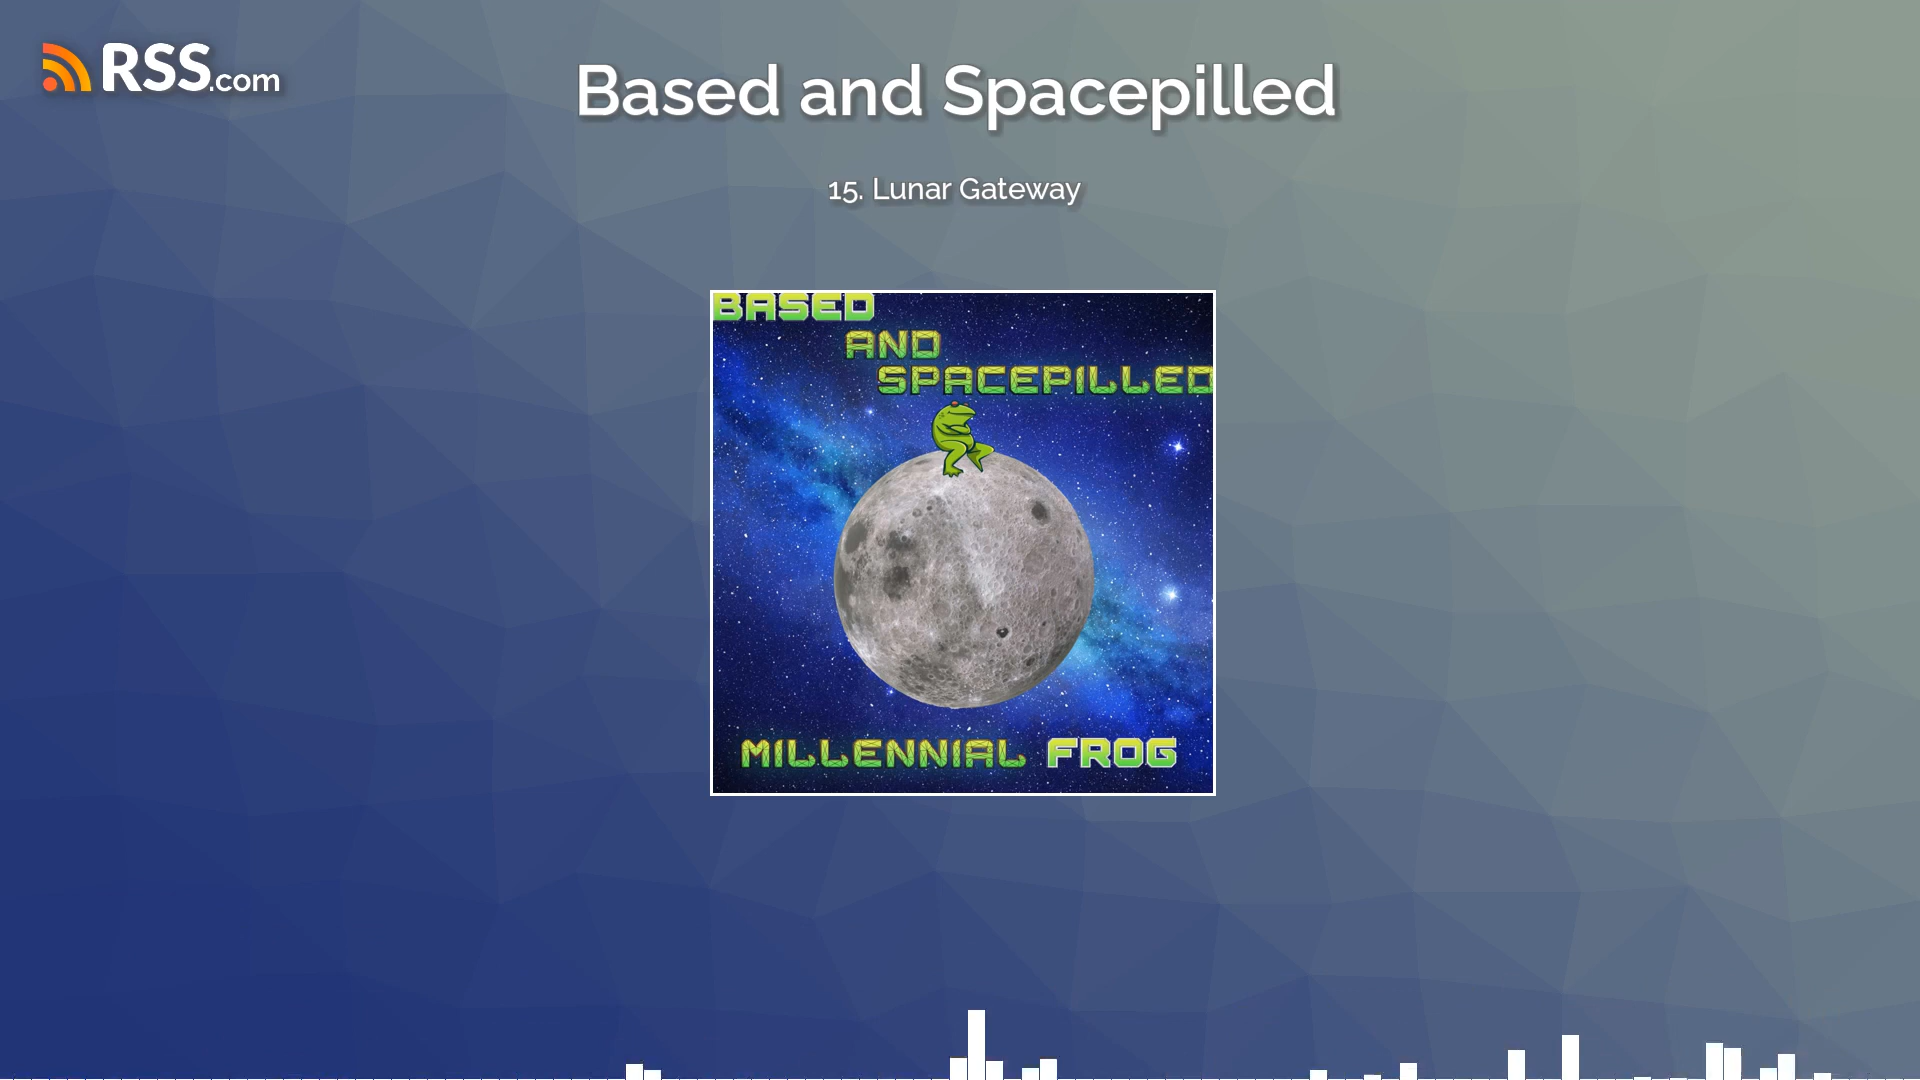 RSS.com
Based and Spacepilled
15. Lunar Gateway
BASED
AND
SPACEPILLED
MILLENNIAL FROG